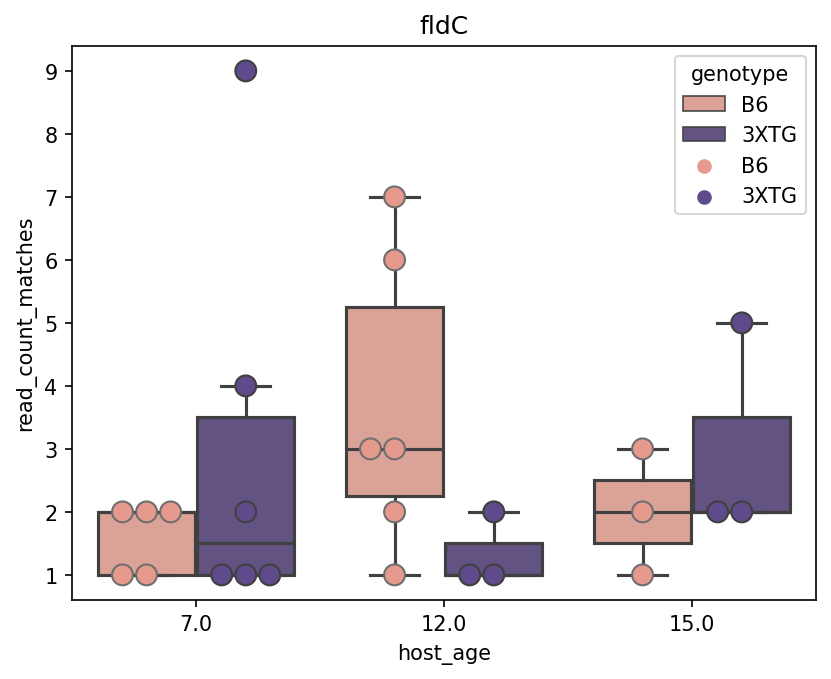 fldC
read_count_matches
9
8
7
6
5
4
3
2
1
genotype
B6
3XTG
B6
3XTG
7.0
12.0
15.0
host_age